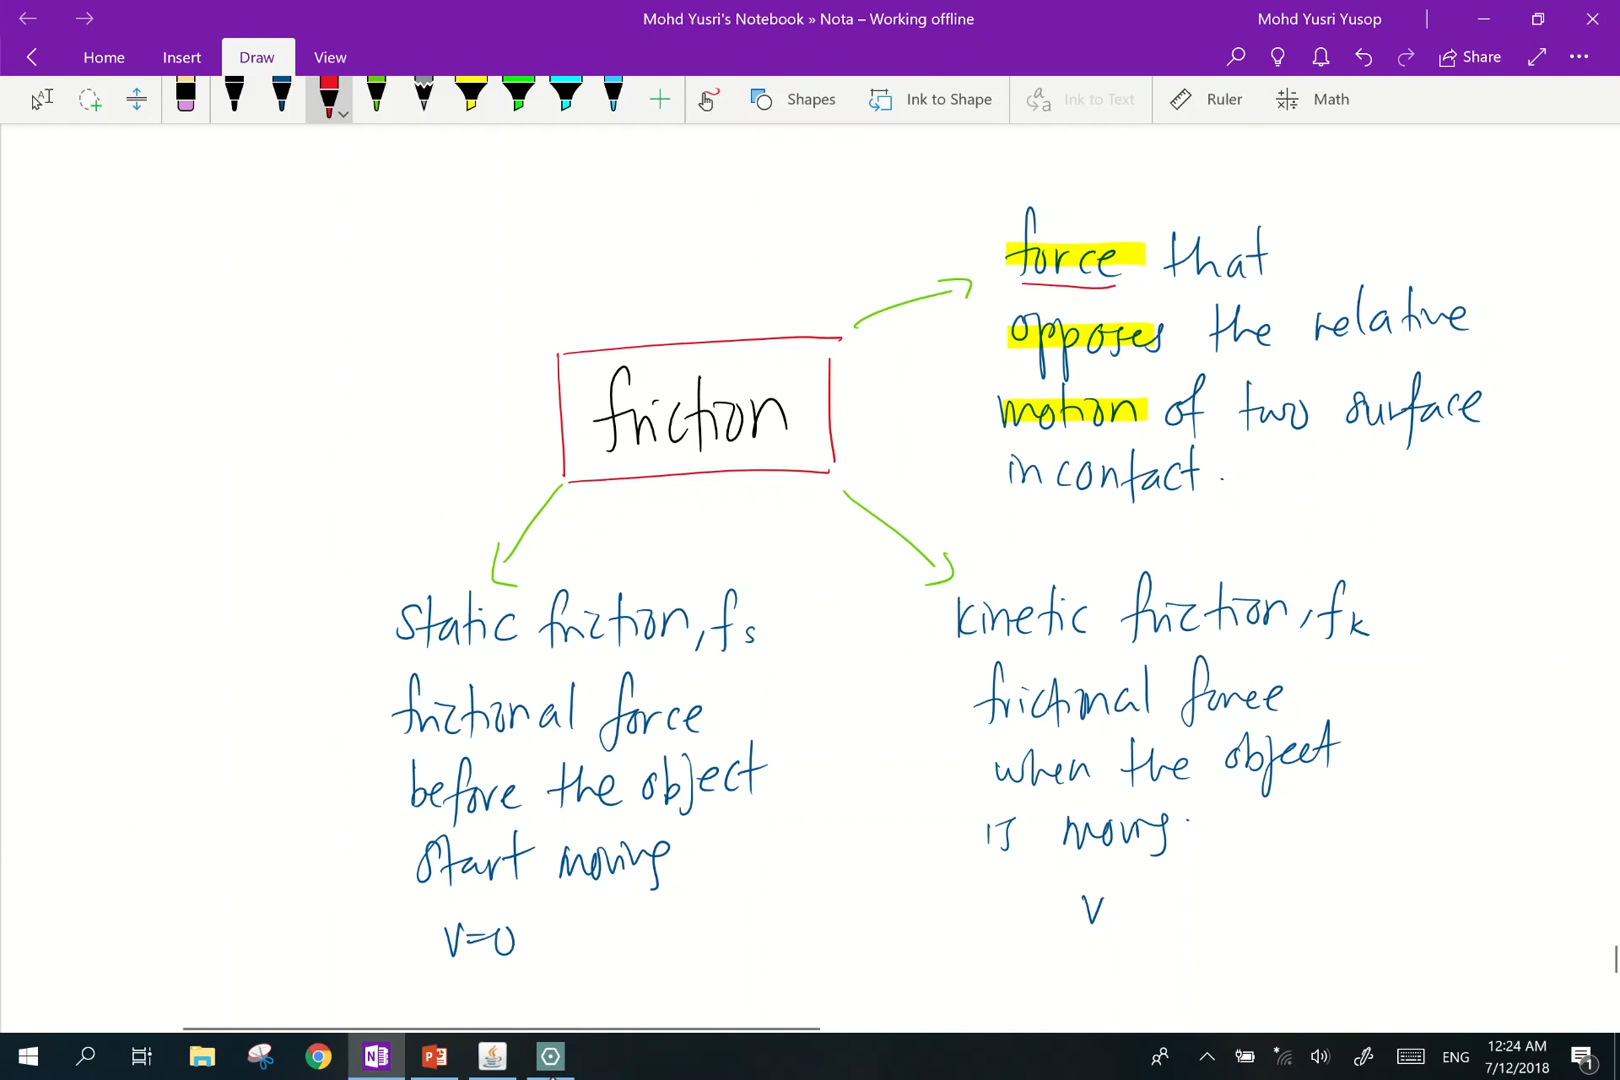 Mohd Yusri's Notebook » Nota – Working offline
Mohd Yusri Yusop
Home Insert Draw View
Share
Shapes Ink to Shape Ink to Text Ruler Math
force that
opposes the relative
motion of two surface
in contact.
friction
static friction, fs
frictional force
before the object
start moving
v=0
kinetic friction, fk
frictional force
when the object
is moving.
v
ENG
12:24 AM
7/12/2018
1